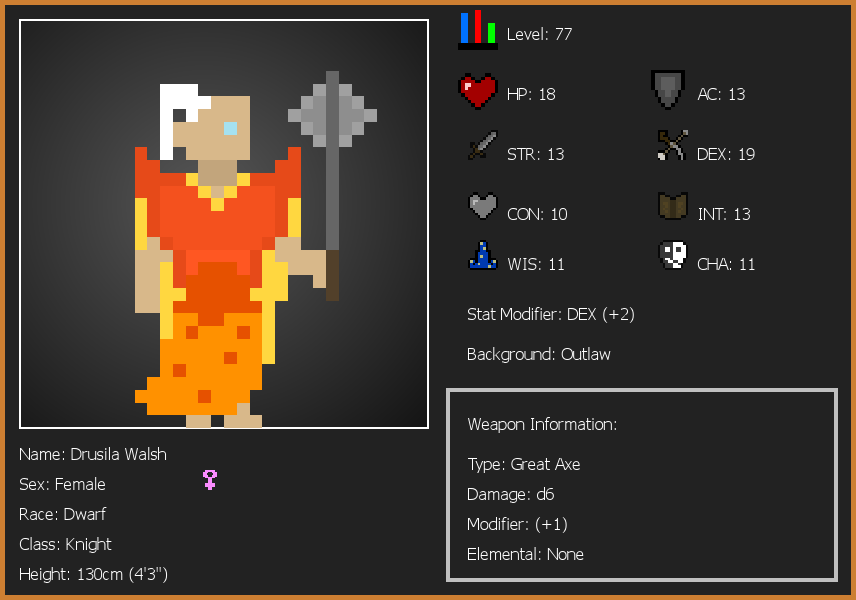 Level: 77
HP: 18
AC: 13
STR: 13
DEX: 19
CON: 10
INT: 13
WIS: 11
CHA: 11
Stat Modifier: DEX (+2)
Background: Outlaw
Weapon Information:
Type: Great Axe
Damage: d6
Modifier: (+1)
Elemental: None
Name: Drusila Walsh
Sex: Female
Race: Dwarf
Class: Knight
Height: 130cm (4'3")